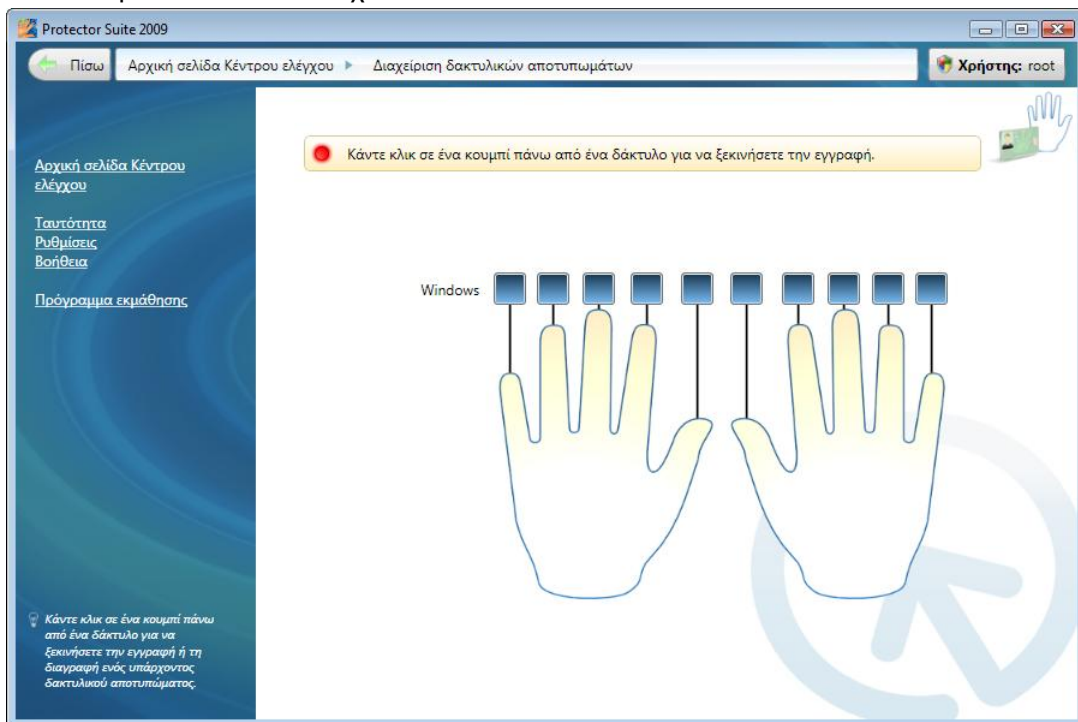 Protector Suite 2009
Πίσω
Αρχική σελίδα Κέντρου ελέγχου
Διαχείριση δακτυλικών αποτυπωμάτων
Χρήστης: root
Κάντε κλικ σε ένα κουμπί πάνω από ένα δάκτυλο για να ξεκινήσετε την εγγραφή.
Αρχική σελίδα Κέντρου
ελέγχου
Ταυτότητα
Ρυθμίσεις
Βοήθεια
Πρόγραμμα εκμάθησης
Windows
Κάντε κλικ σε ένα κουμπί πάνω
από ένα δάκτυλο για να
ξεκινήσετε την εγγραφή ή τη
διαγραφή ενός υπάρχοντος
δακτυλικού αποτυπώματος.